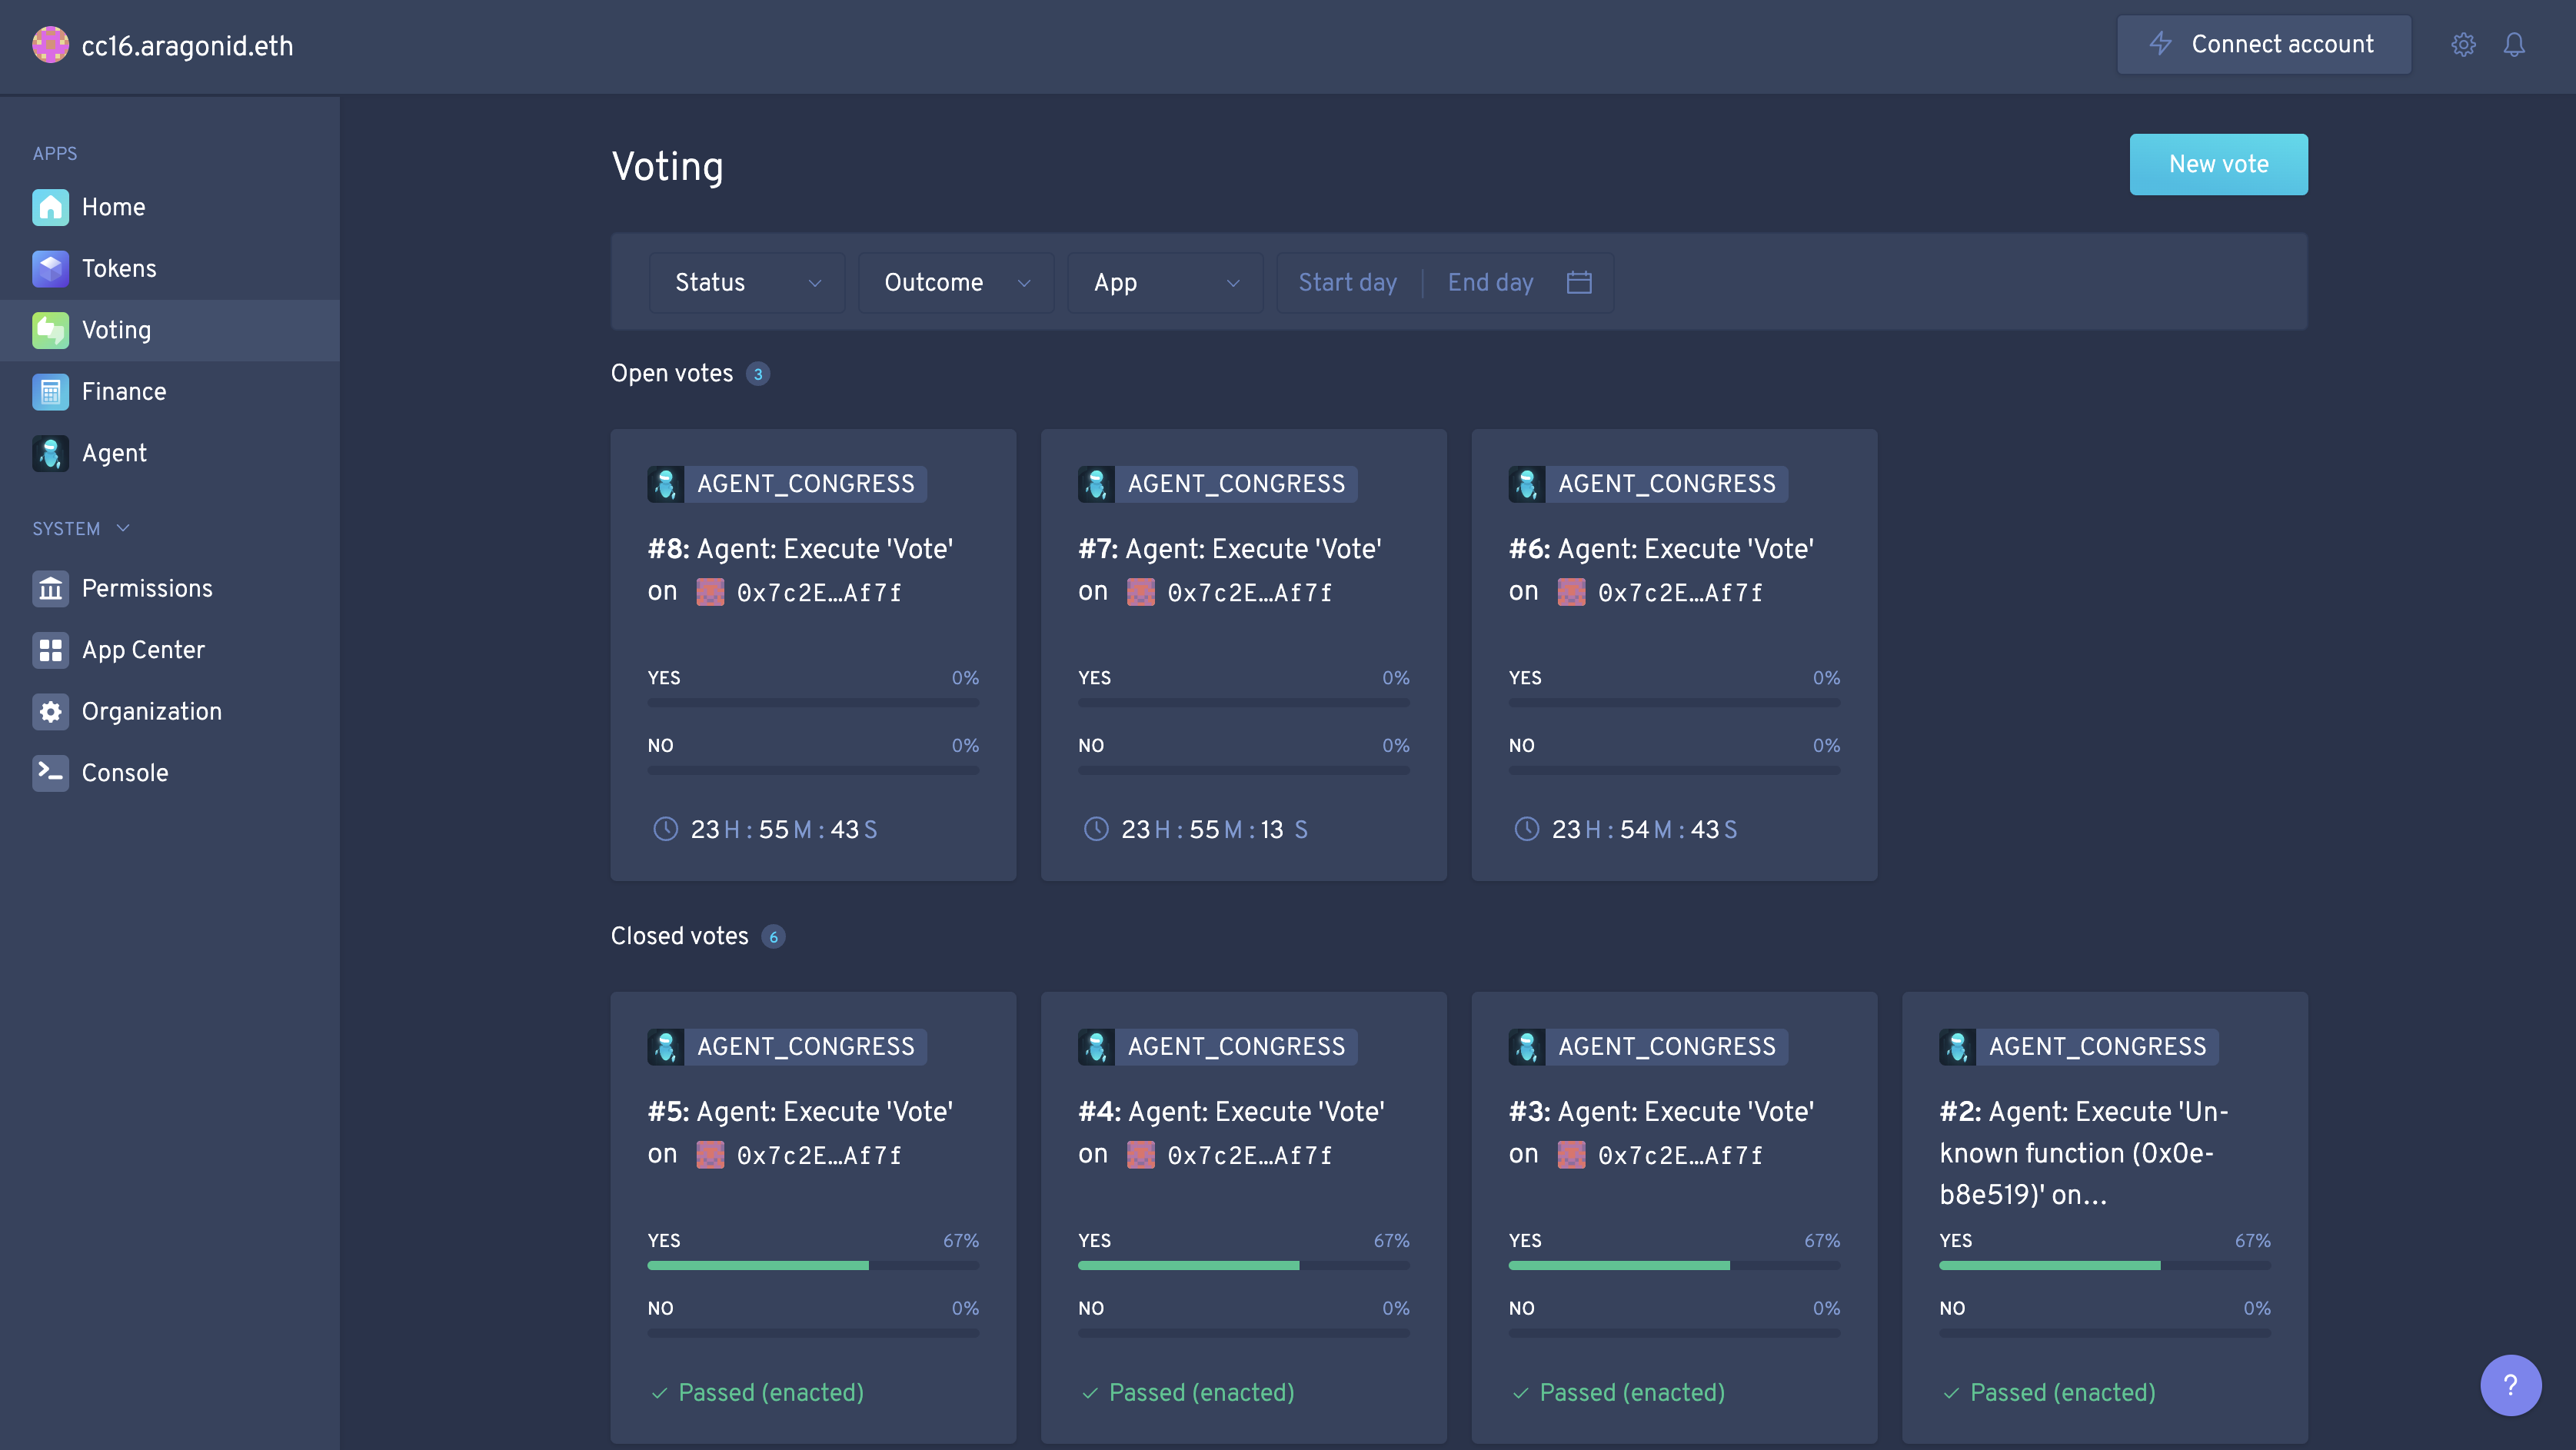 cc16.aragonid.eth
Connect account
APPS
Home
Tokens
Voting
Finance
Agent
SYSTEM
Permissions
App Center
Organization
Console
Voting
New vote
Status
Outcome
App
Start day
End day
Open votes 3
AGENT_CONGRESS
#8: Agent: Execute 'Vote'
on 0x7c2E…Af7f
YES 0%
NO 0%
23 H : 55 M : 43 S
AGENT_CONGRESS
#7: Agent: Execute 'Vote'
on 0x7c2E…Af7f
YES 0%
NO 0%
23 H : 55 M : 13 S
AGENT_CONGRESS
#6: Agent: Execute 'Vote'
on 0x7c2E…Af7f
YES 0%
NO 0%
23 H : 54 M : 43 S
Closed votes 6
AGENT_CONGRESS
#5: Agent: Execute 'Vote'
on 0x7c2E…Af7f
YES 67%
NO 0%
Passed (enacted)
AGENT_CONGRESS
#4: Agent: Execute 'Vote'
on 0x7c2E…Af7f
YES 67%
NO 0%
Passed (enacted)
AGENT_CONGRESS
#3: Agent: Execute 'Vote'
on 0x7c2E…Af7f
YES 67%
NO 0%
Passed (enacted)
AGENT_CONGRESS
#2: Agent: Execute 'Un-
known function (0x0e-
b8e519)' on…
YES 67%
NO 0%
Passed (enacted)
?